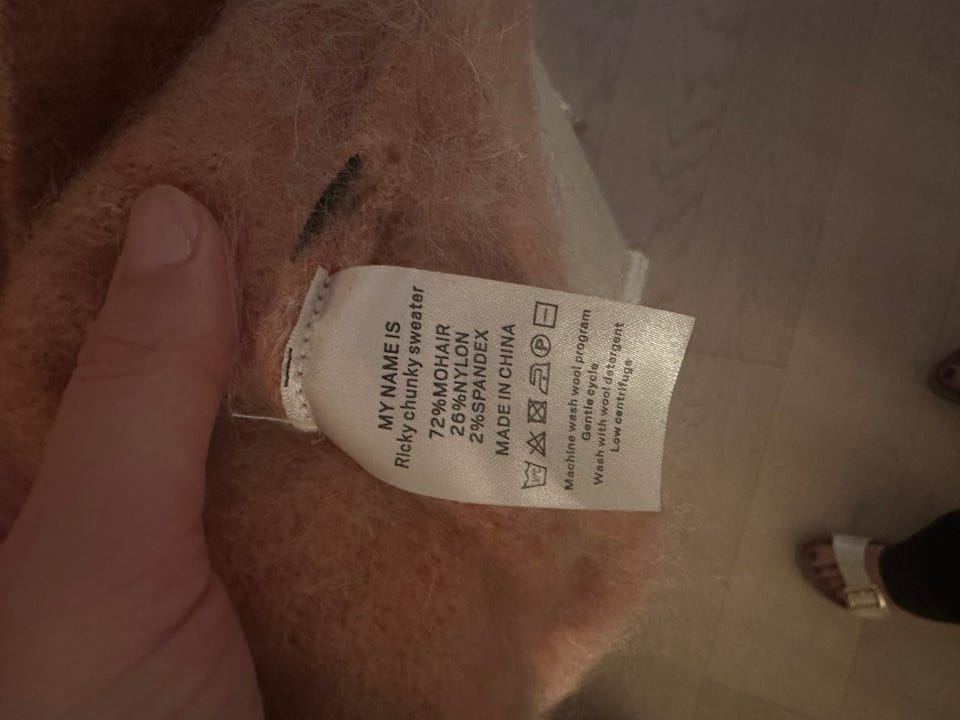 MY NAME IS
Ricky chunky sweater
72%MOHAIR
26%NYLON
2%SPANDEX
MADE IN CHINA
Machine wash wool program
Gentle cycle
Wash with wool detergent
Low centrifuge